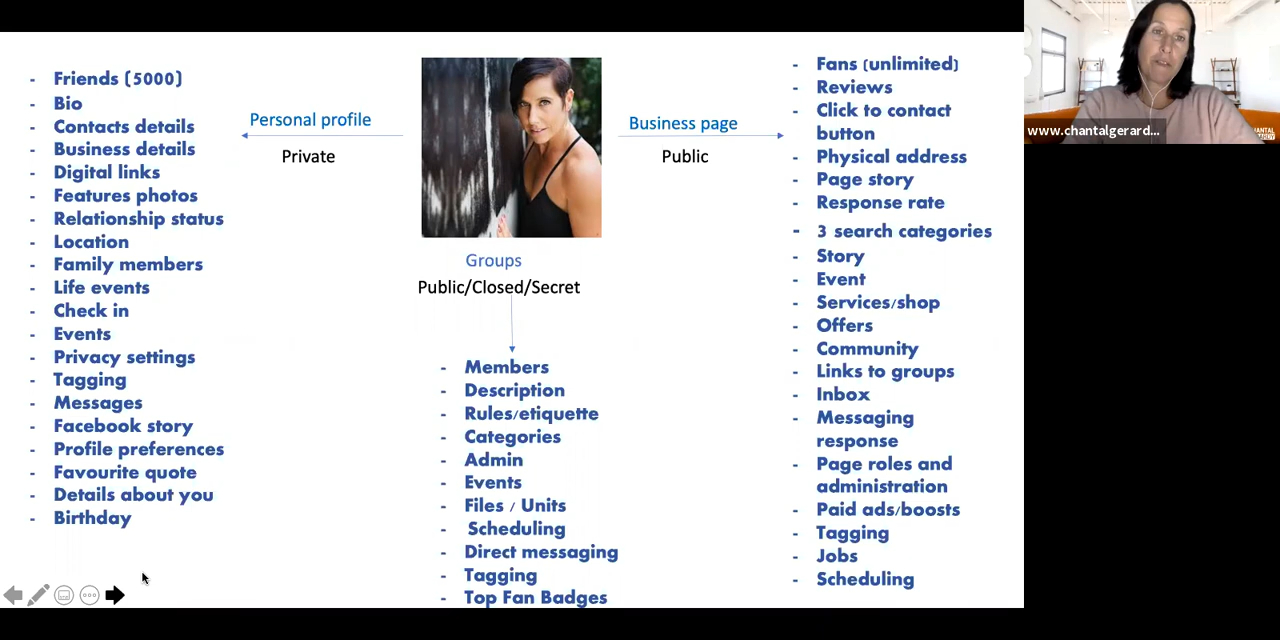 - Friends (5000)
- Bio
- Contacts details
- Business details
- Digital links
- Features photos
- Relationship status
- Location
- Family members
- Life events
- Check in
- Events
- Privacy settings
- Tagging
- Messages
- Facebook story
- Profile preferences
- Favourite quote
- Details about you
- Birthday
Personal profile
Private
Groups
Public/Closed/Secret
- Members
- Description
- Rules/etiquette
- Categories
- Admin
- Events
- Files / Units
- Scheduling
- Direct messaging
- Tagging
- Top Fan Badges
Business page
Public
- Fans (unlimited)
- Reviews
- Click to contact
button
- Physical address
- Page story
- Response rate
- 3 search categories
- Story
- Event
- Services/shop
- Offers
- Community
- Links to groups
- Inbox
- Messaging
response
- Page roles and
administration
- Paid ads/boosts
- Tagging
- Jobs
- Scheduling
www.chantalgerard...